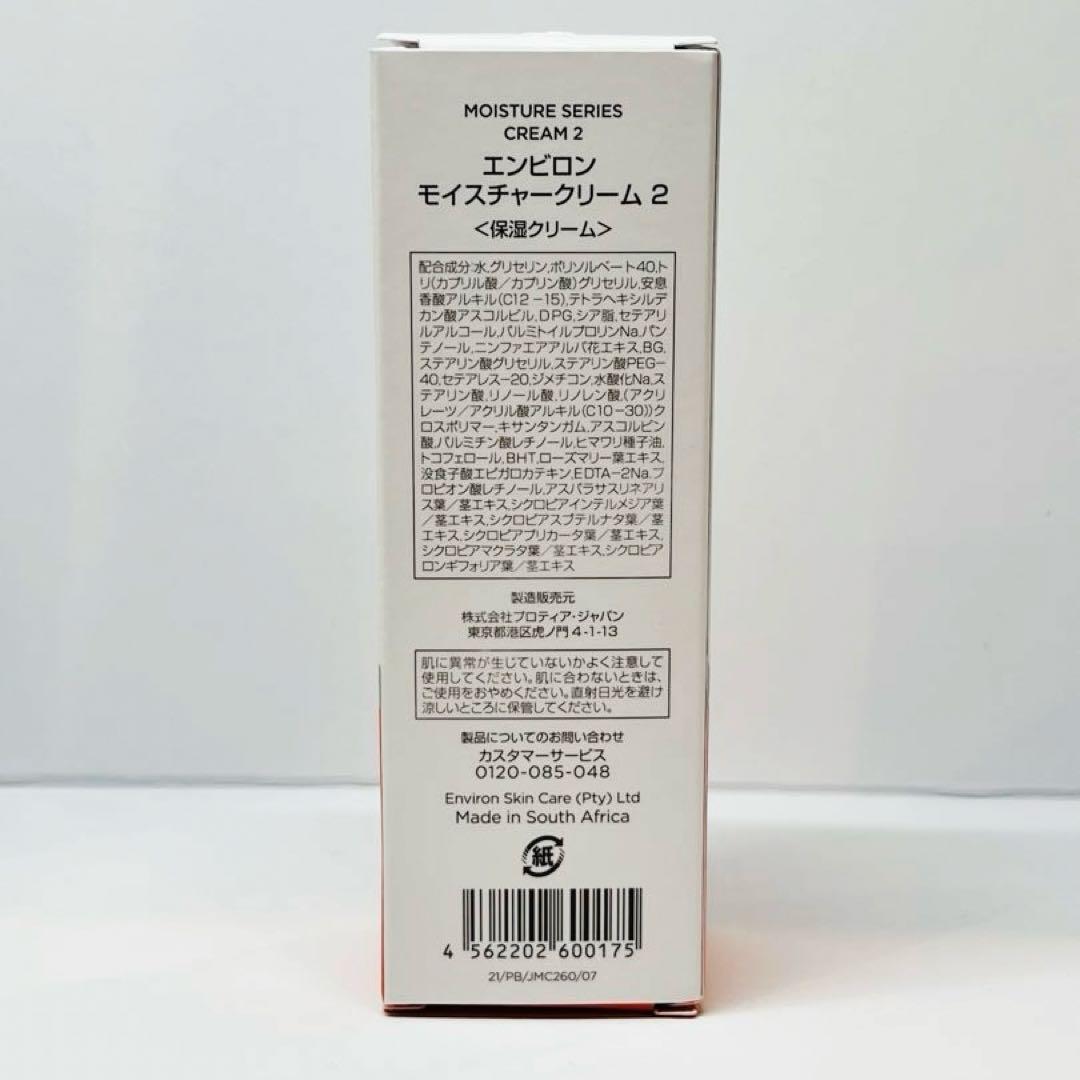 MOISTURE SERIES
CREAM 2
エンビロン
モイスチャークリーム 2
＜保湿クリーム＞
配合成分:水,グリセリン,ポリソルベート40,ト
リ(カプリル酸／カプリン酸)グリセリル,安息
香酸アルキル(C12－15),テトラヘキシルデ
カン酸アスコルビル,DPG,シア脂,セテアリ
ルアルコール,パルミトイルプロリンNa,パン
テノール,ニンファエアアルバ花エキス,BG,
ステアリン酸グリセリル,ステアリン酸PEG－
40,セテアレス－20,ジメチコン,水酸化Na,ス
テアリン酸,リノール酸,リノレン酸,(アクリ
レーツ／アクリル酸アルキル(C10－30))ク
ロスポリマー,キサンタンガム,アスコルビン
酸,パルミチン酸レチノール,ヒマワリ種子油,
トコフェロール,BHT,ローズマリー葉エキス,
没食子酸エピガロカテキン,EDTA－2Na,プ
ロピオン酸レチノール,アスパラサスリネアリ
ス葉／茎エキス,シクロピアインテルメジア葉
／茎エキス,シクロピアスブテルナタ葉／茎
エキス,シクロピアプリカータ葉／茎エキス,
シクロピアマクラタ葉／茎エキス,シクロピア
ロンギフォリア葉／茎エキス
製造販売元
株式会社プロティア・ジャパン
東京都港区虎ノ門 4-1-13
肌に異常が生じていないかよく注意して
使用してください。肌に合わないときは、
ご使用をおやめください。直射日光を避け
涼しいところに保管してください。
製品についてのお問い合わせ
カスタマーサービス
0120-085-048
Environ Skin Care (Pty) Ltd
Made in South Africa
紙
4 562202 600175
21/PB/JMC260/07